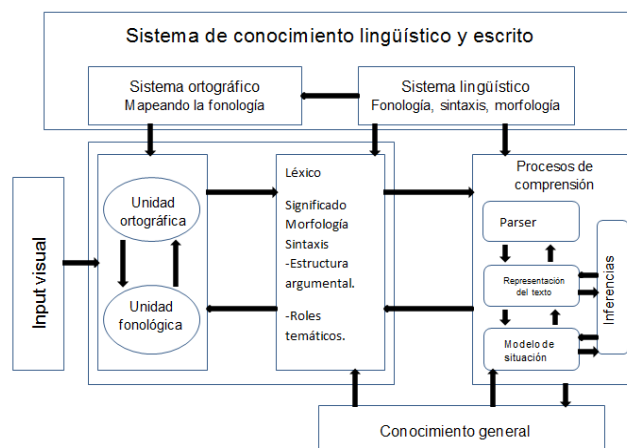 Sistema de conocimiento lingüístico y escrito
Sistema ortográfico
Mapeando la fonología
Sistema lingüístico
Fonología, sintaxis, morfología
Input visual
Unidad
ortográfica
Unidad
fonológica
Léxico
Significado
Morfología
Sintaxis
-Estructura
argumental.
-Roles
temáticos.
Procesos de
comprensión
Parser
Representación
del texto
Modelo de
situación
Inferencias
Conocimiento general